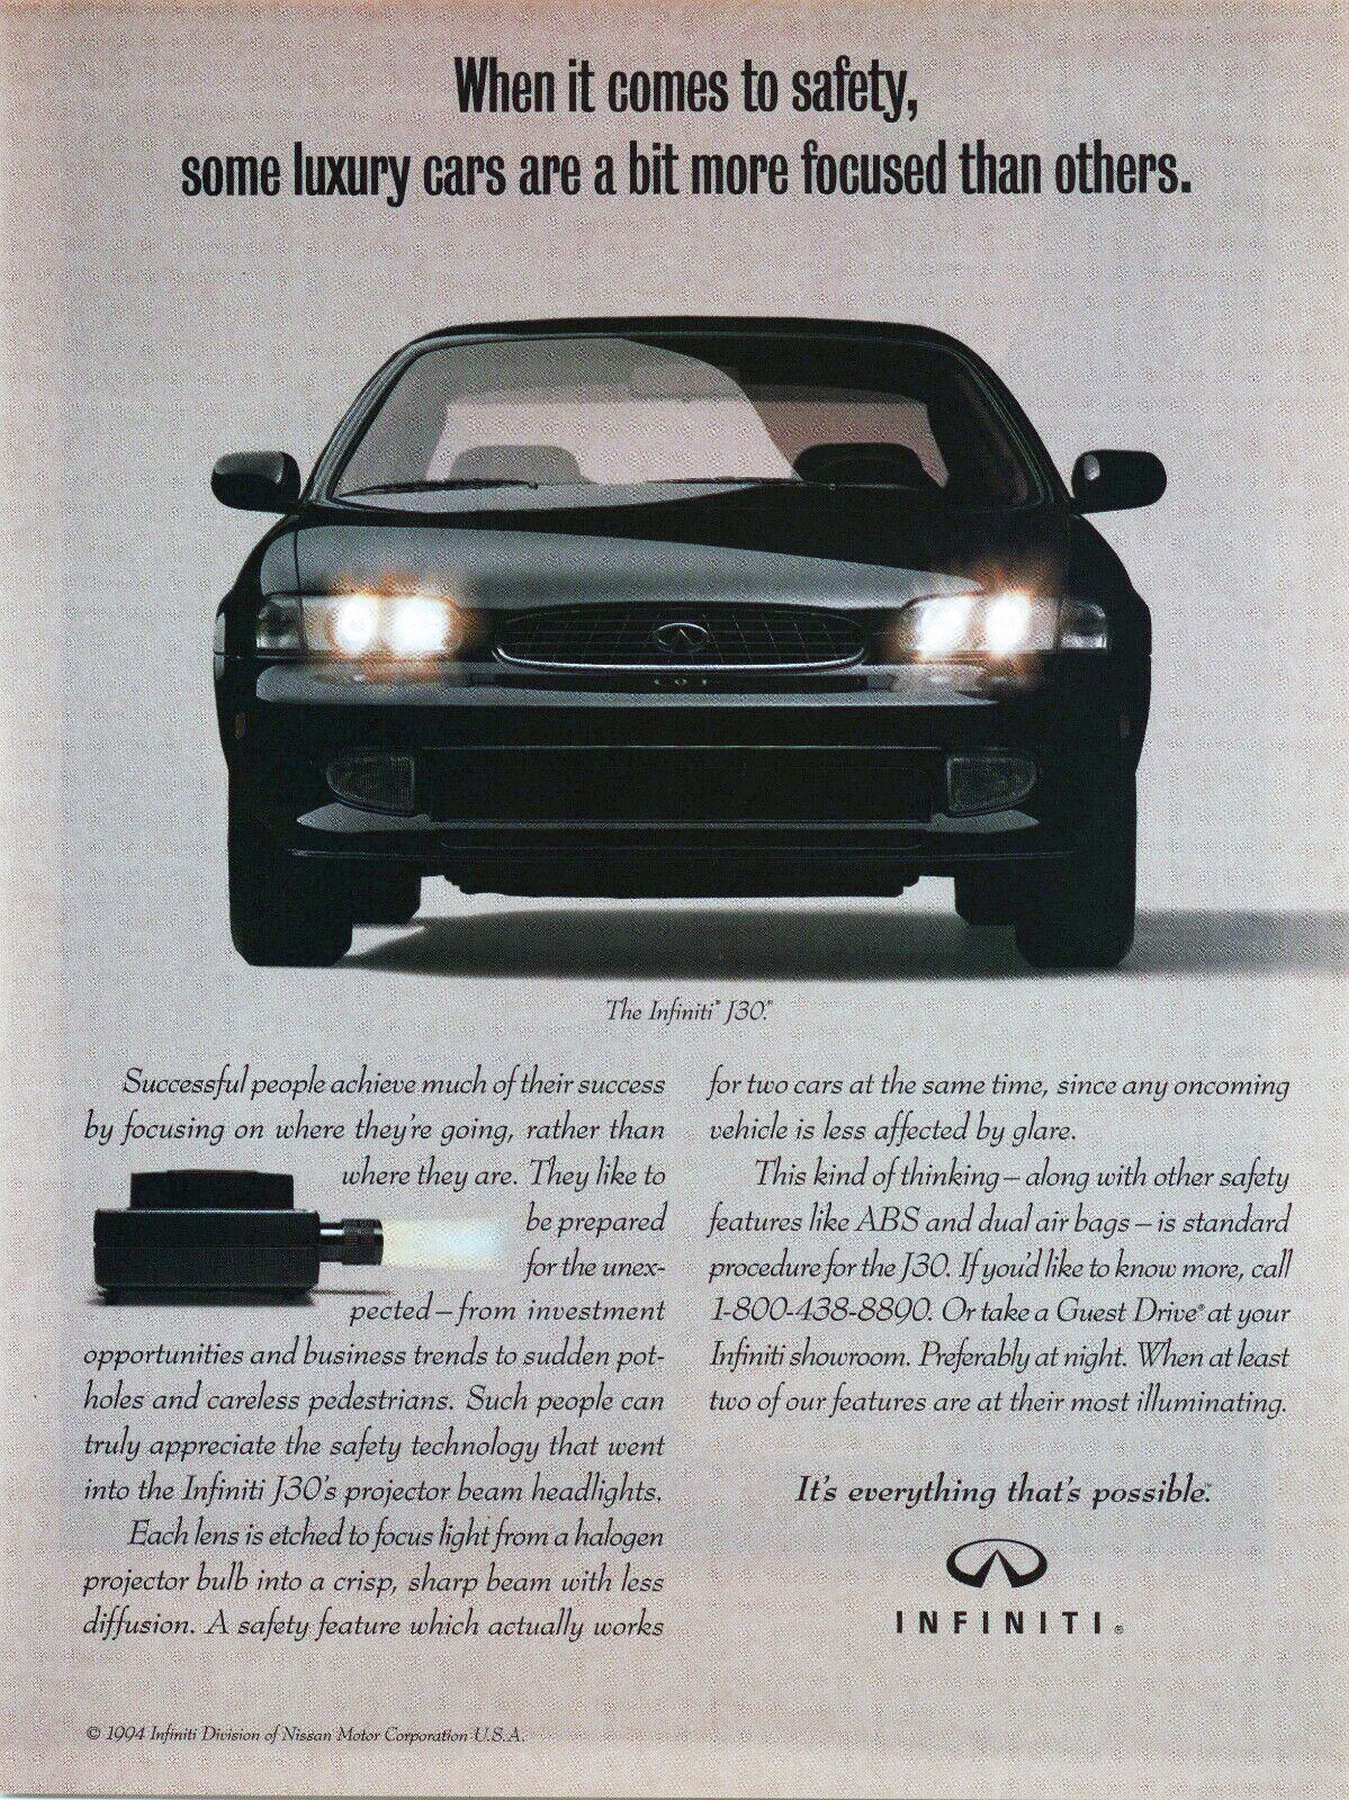 When it comes to safety,
some luxury cars are a bit more focused than others.
The Infiniti® J30.™
Successful people achieve much of their success
by focusing on where they're going, rather than
where they are. They like to
be prepared
for the unex-
pected—from investment
opportunities and business trends to sudden pot-
holes and careless pedestrians. Such people can
truly appreciate the safety technology that went
into the Infiniti J30's projector beam headlights.
Each lens is etched to focus light from a halogen
projector bulb into a crisp, sharp beam with less
diffusion. A safety feature which actually works
for two cars at the same time, since any oncoming
vehicle is less affected by glare.
This kind of thinking—along with other safety
features like ABS and dual air bags—is standard
procedure for the J30. If you'd like to know more, call
1-800-438-8890. Or take a Guest Drive® at your
Infiniti showroom. Preferably at night. When at least
two of our features are at their most illuminating.
It's everything that's possible.™
INFINITI®
© 1994 Infiniti Division of Nissan Motor Corporation U.S.A.